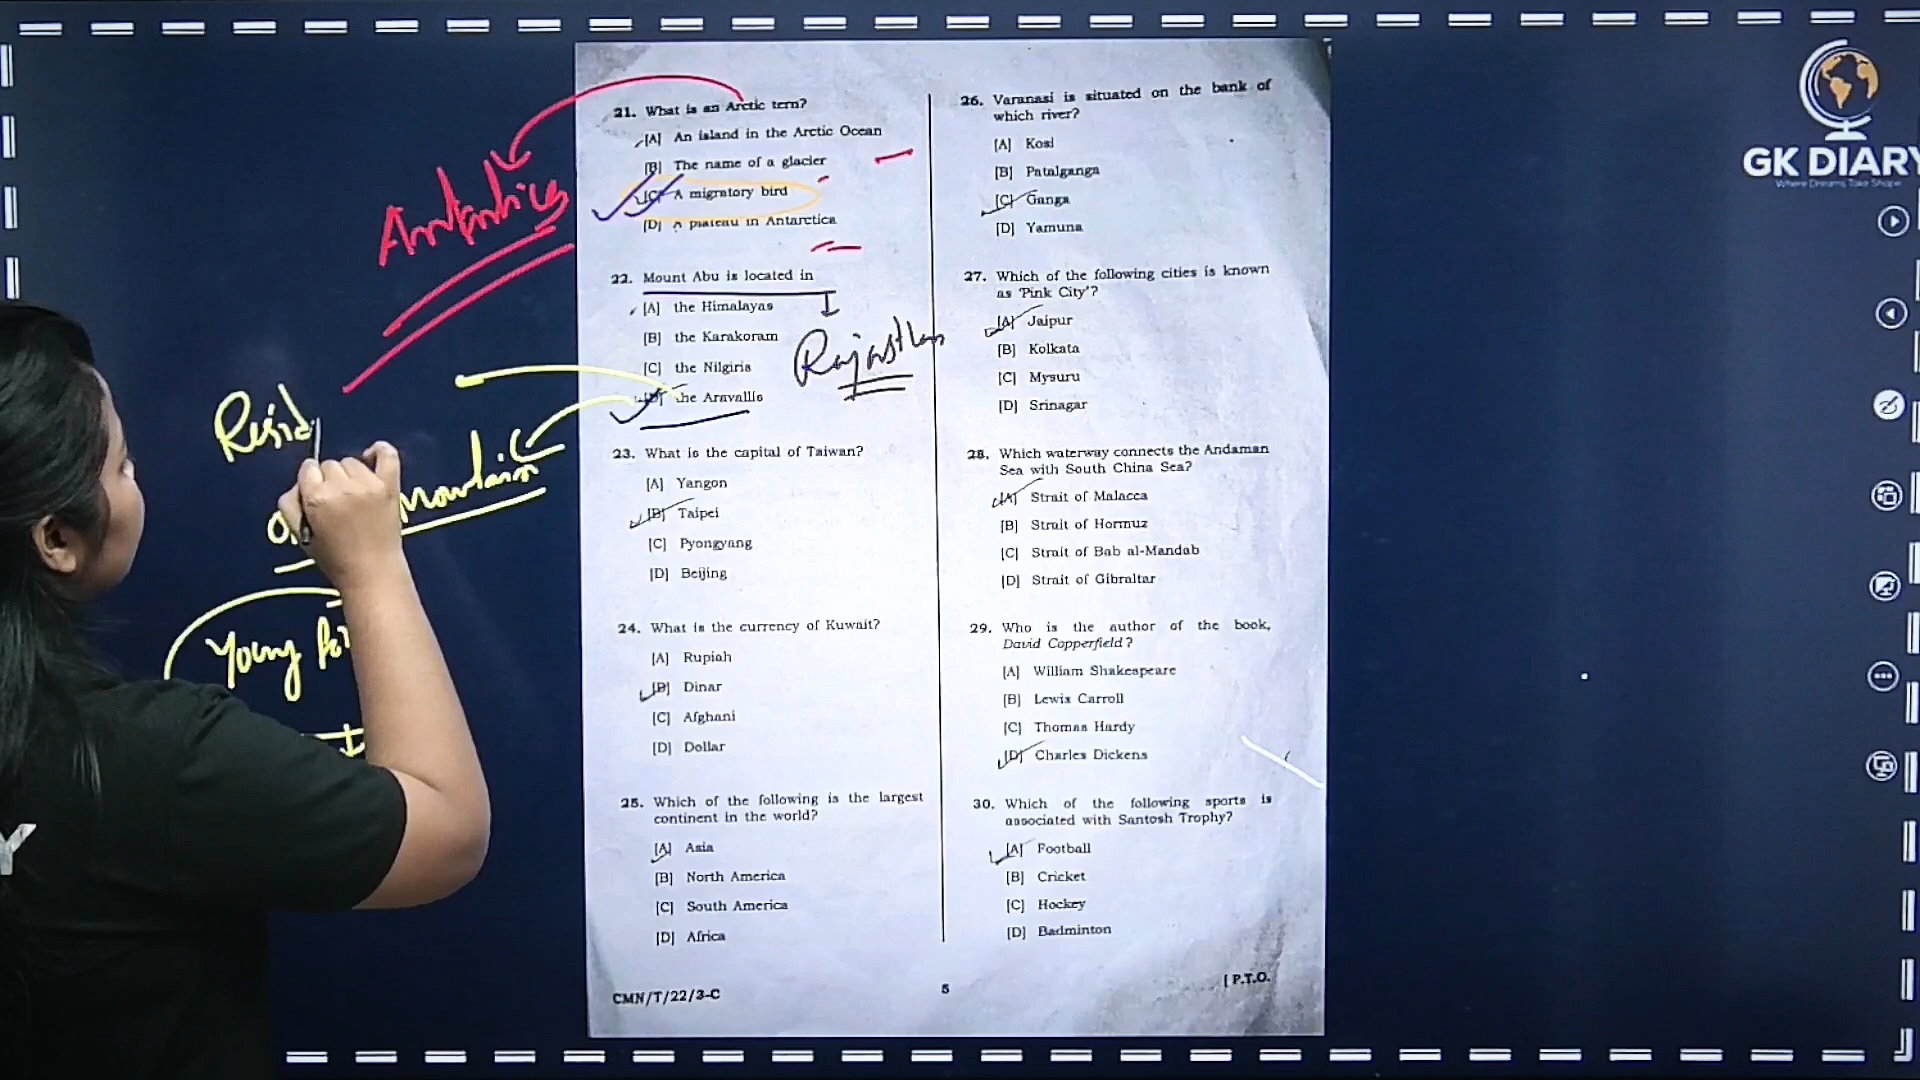 GK DIARY
Where Dreams Take Shape
21. What is an Arctic tern?
[A] An island in the Arctic Ocean
[B] The name of a glacier
[C] A migratory bird
[D] A plateau in Antarctica
22. Mount Abu is located in
[A] the Himalayas
[B] the Karakoram
[C] the Nilgiris
[D] the Aravallis
23. What is the capital of Taiwan?
[A] Yangon
[B] Taipei
[C] Pyongyang
[D] Beijing
24. What is the currency of Kuwait?
[A] Rupiah
[B] Dinar
[C] Afghani
[D] Dollar
25. Which of the following is the largest
continent in the world?
[A] Asia
[B] North America
[C] South America
[D] Africa
26. Varanasi is situated on the bank of
which river?
[A] Kosi
[B] Patalganga
[C] Ganga
[D] Yamuna
27. Which of the following cities is known
as 'Pink City'?
[A] Jaipur
[B] Kolkata
[C] Mysuru
[D] Srinagar
28. Which waterway connects the Andaman
Sea with South China Sea?
[A] Strait of Malacca
[B] Strait of Hormuz
[C] Strait of Bab al-Mandab
[D] Strait of Gibraltar
29. Who is the author of the book,
David Copperfield?
[A] William Shakespeare
[B] Lewis Carroll
[C] Thomas Hardy
[D] Charles Dickens
30. Which of the following sports is
associated with Santosh Trophy?
[A] Football
[B] Cricket
[C] Hockey
[D] Badminton
CMN/T/22/3-C
5
[ P.T.O.
Rajasthan
Resid
Mountain
Young
Y